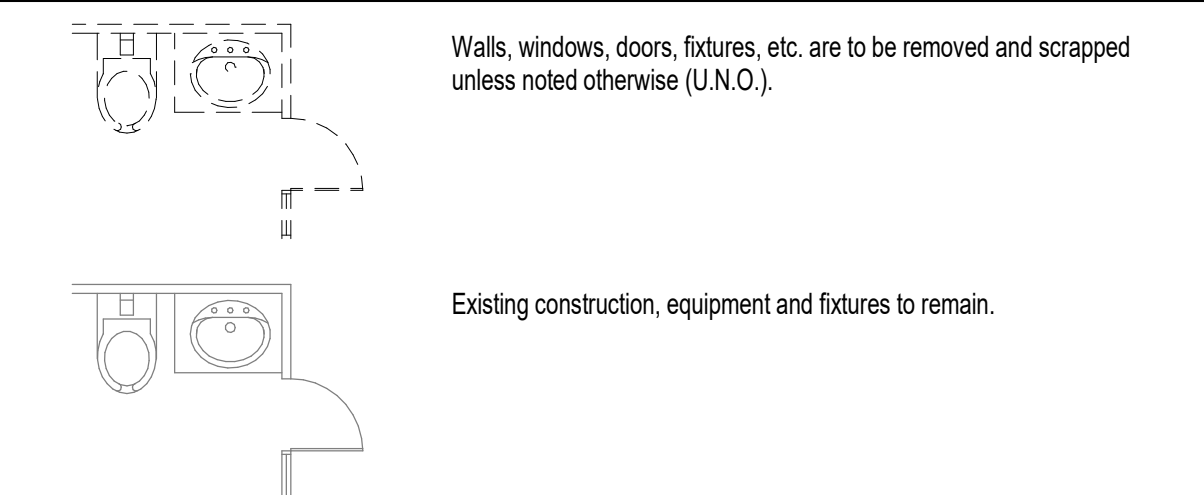 Walls, windows, doors, fixtures, etc. are to be removed and scrapped
unless noted otherwise (U.N.O.).
Existing construction, equipment and fixtures to remain.